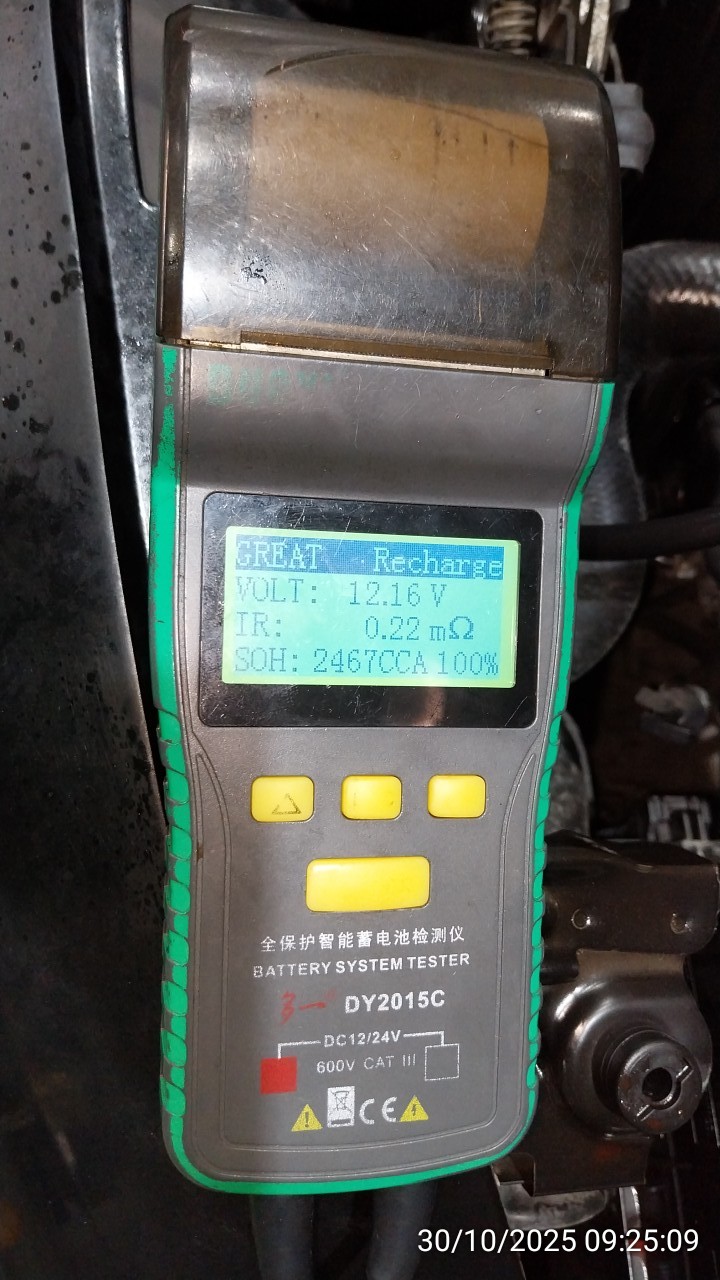 GREAT Recharge
VOLT: 12.16 V
IR: 0.22 mΩ
SOH: 2467CCA 100%
全保护智能蓄电池检测仪
BATTERY SYSTEM TESTER
DY2015C
DC12/24V
600V CAT III
CE
30/10/2025 09:25:09